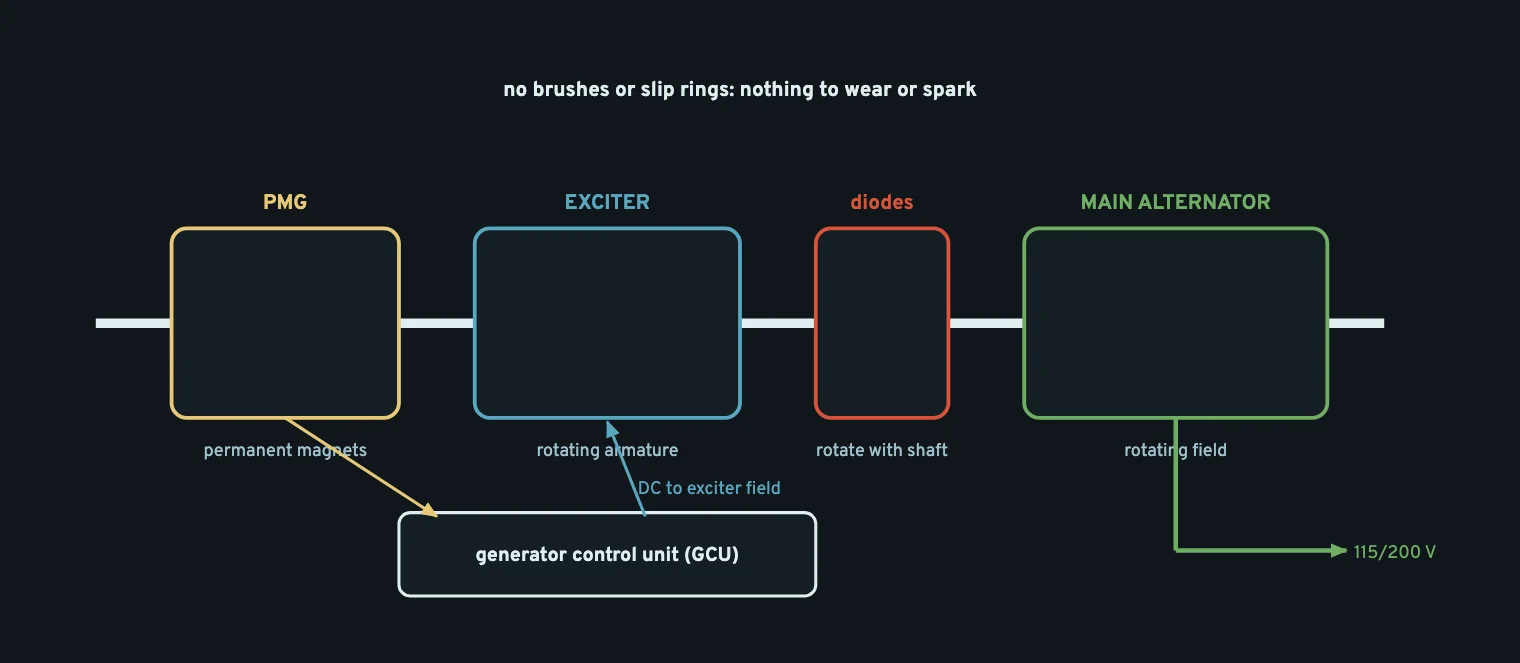 no brushes or slip rings: nothing to wear or spark
PMG
EXCITER
diodes
MAIN ALTERNATOR
permanent magnets
rotating armature
rotate with shaft
rotating field
DC to exciter field
generator control unit (GCU)
115/200 V